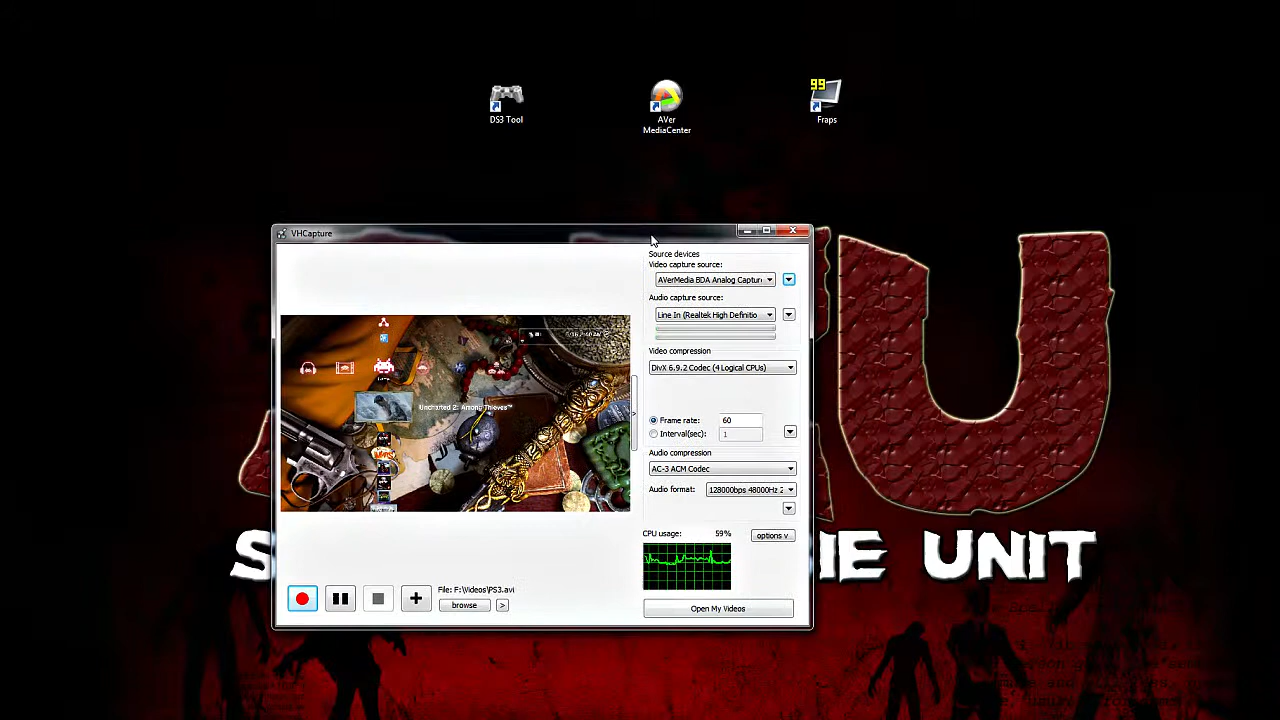 99
DS3 Tool
AVer
MediaCenter
Fraps
VHCapture
Source devices
Video capture source:
AVerMedia BDA Analog Captur
Audio capture source:
Line In (Realtek High Definitio
Video compression
DivX 6.9.2 Codec (4 Logical CPUs)
Uncharted 2: Among Thieves™
Frame rate:
60
Interval(sec):
1
Audio compression
AC-3 ACM Codec
Audio format:
128000bps 48000Hz 2
CPU usage:
59%
options v
File: F:\Videos\PS3.avi
browse
>
Open My Videos
U
UNIT